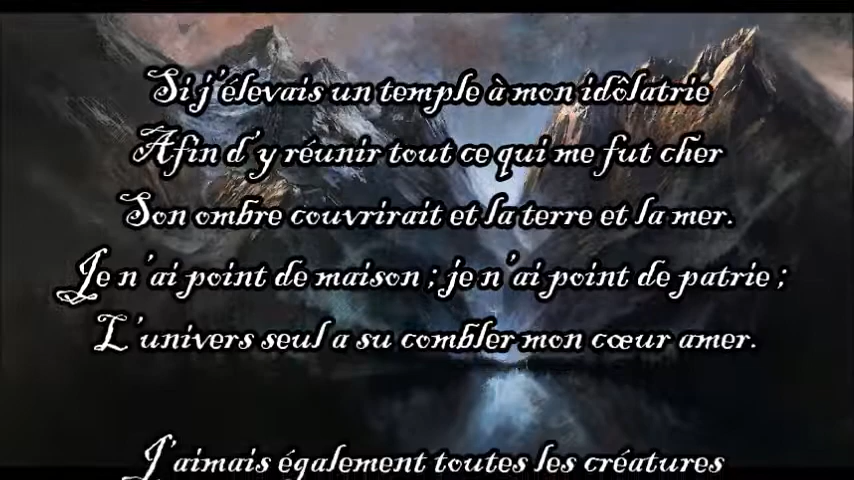 Si j'élevais un temple à mon idôlatrie
Afin d'y réunir tout ce qui me fut cher
Son ombre couvrirait et la terre et la mer.
Je n'ai point de maison ; je n'ai point de patrie ;
L'univers seul a su combler mon cœur amer.
J'aimais également toutes les créatures